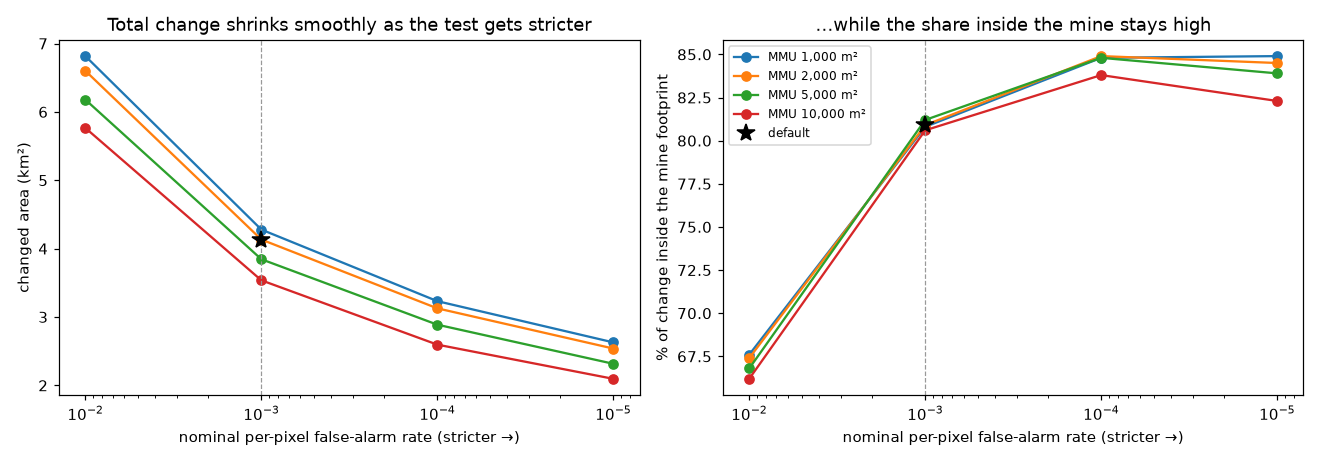 Total change shrinks smoothly as the test gets stricter
7
6
5
4
3
2
changed area (km²)
10⁻²
10⁻³
10⁻⁴
10⁻⁵
nominal per-pixel false-alarm rate (stricter →)
...while the share inside the mine stays high
85.0
82.5
80.0
77.5
75.0
72.5
70.0
67.5
% of change inside the mine footprint
MMU 1,000 m²
MMU 2,000 m²
MMU 5,000 m²
MMU 10,000 m²
default
10⁻²
10⁻³
10⁻⁴
10⁻⁵
nominal per-pixel false-alarm rate (stricter →)